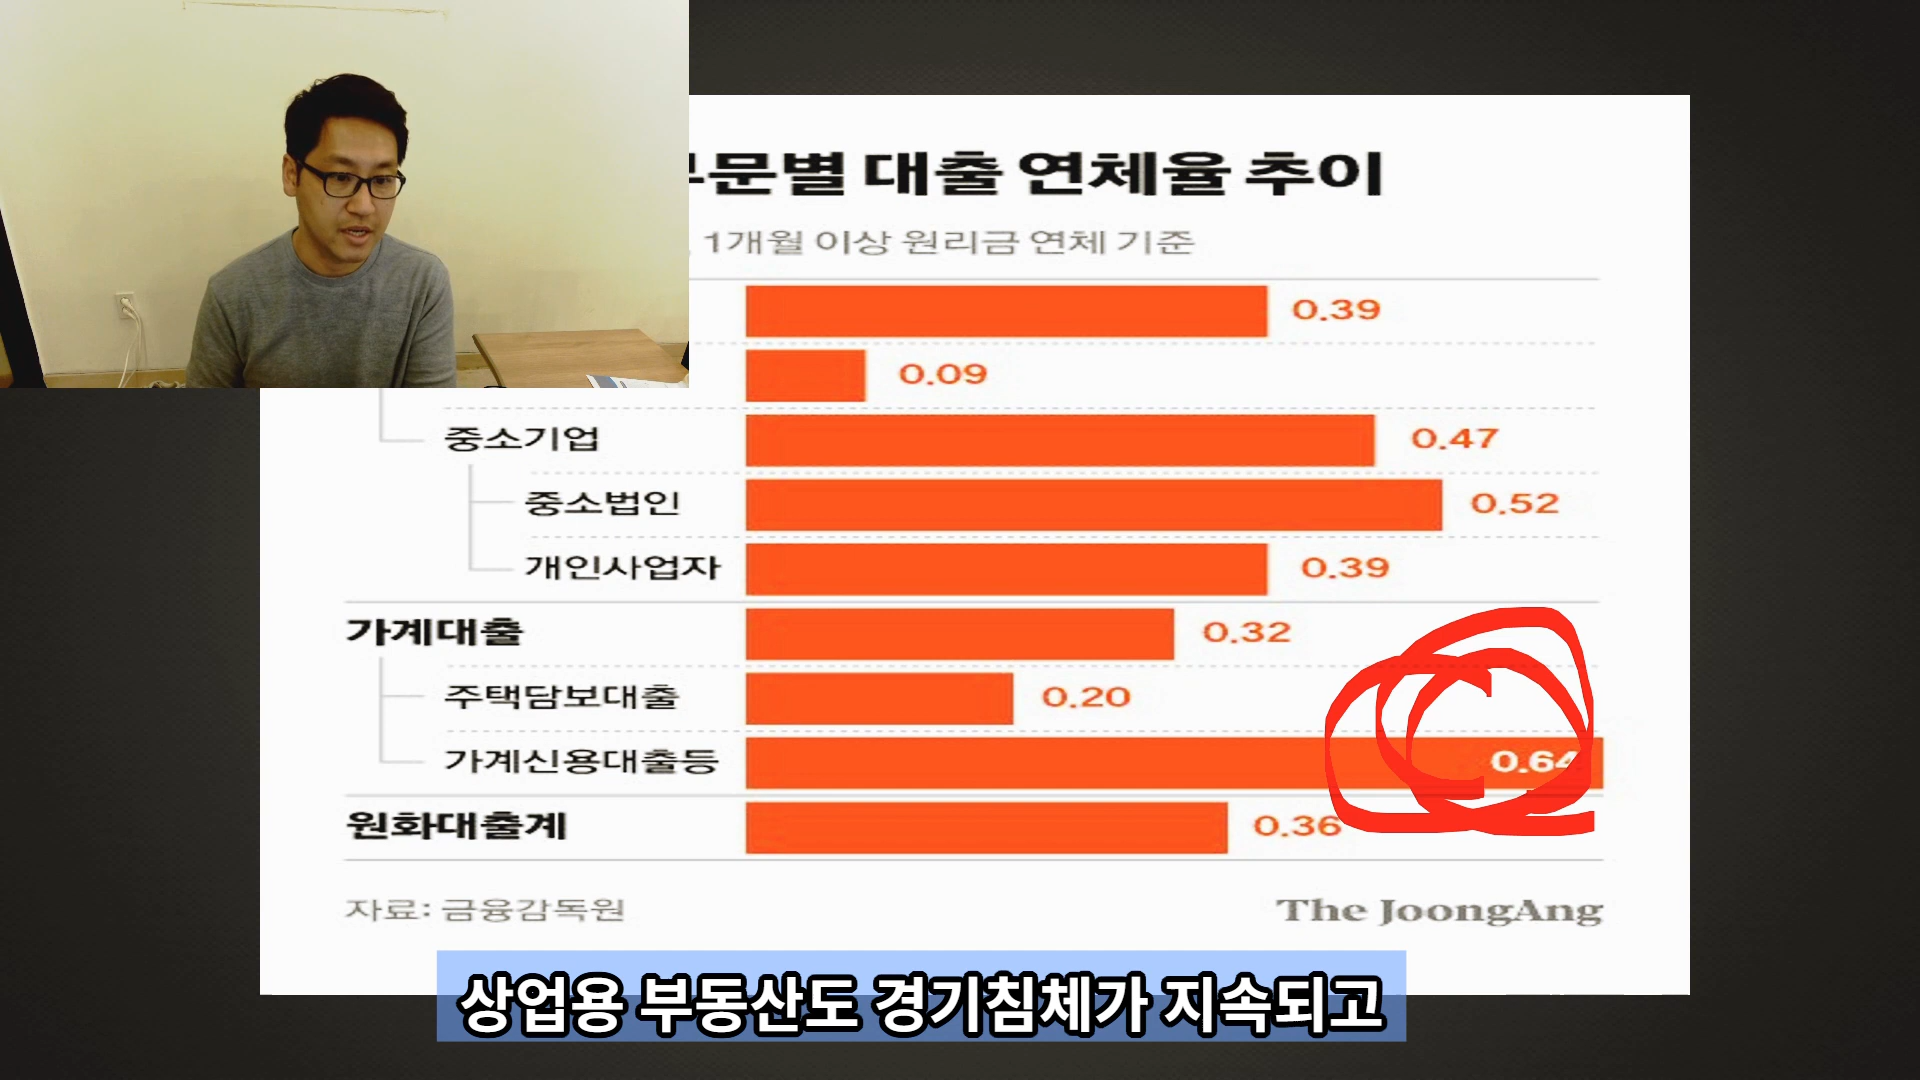 문별 대출 연체율 추이
1개월 이상 원리금 연체 기준
0.39
0.09
중소기업 0.47
중소법인 0.52
개인사업자 0.39
가계대출 0.32
주택담보대출 0.20
가계신용대출등 0.64
원화대출계 0.36
자료: 금융감독원
The JoongAng
상업용 부동산도 경기침체가 지속되고